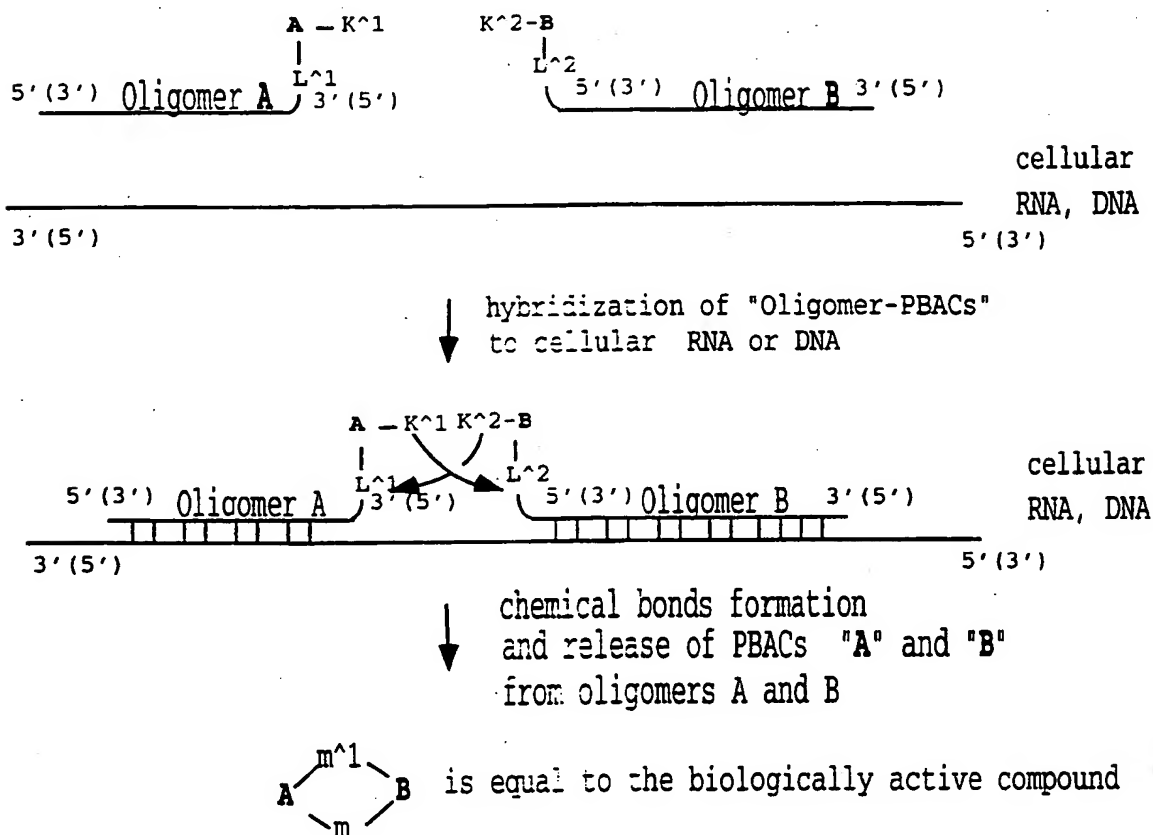 A – K^1 K^2-B
L^1 L^2
5'(3') Oligomer A 3'(5') 5'(3') Oligomer B 3'(5')
cellular
RNA, DNA
3'(5') 5'(3')
hybridization of "Oligomer-PBACs"
to cellular RNA or DNA
A – K^1 K^2-B
L^1 L^2
5'(3') Oligomer A 3'(5') 5'(3') Oligomer B 3'(5')
cellular
RNA, DNA
3'(5') 5'(3')
chemical bonds formation
and release of PBACs "A" and "B"
from oligomers A and B
m^1
A B is equal to the biologically active compound
m